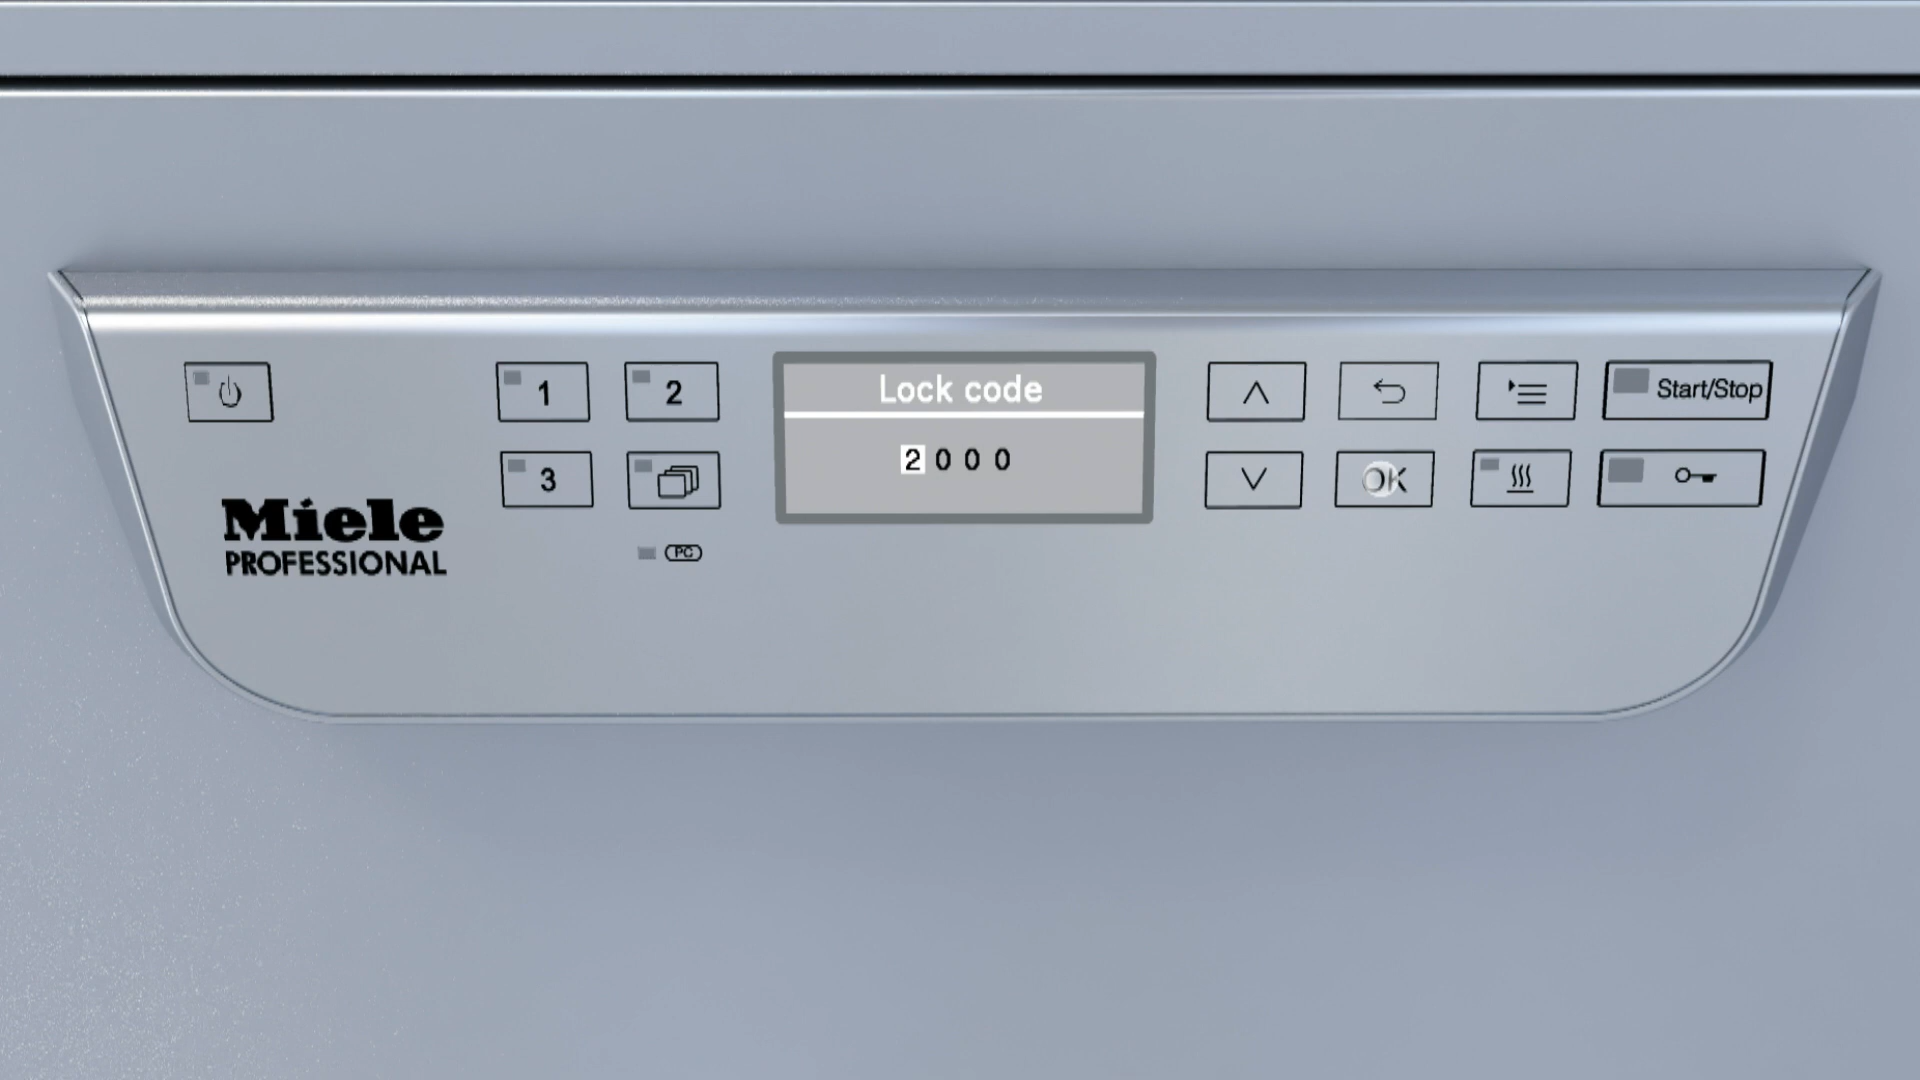 Lock code
2 0 0 0
1
2
3
OK
Start/Stop
PC
Miele
PROFESSIONAL